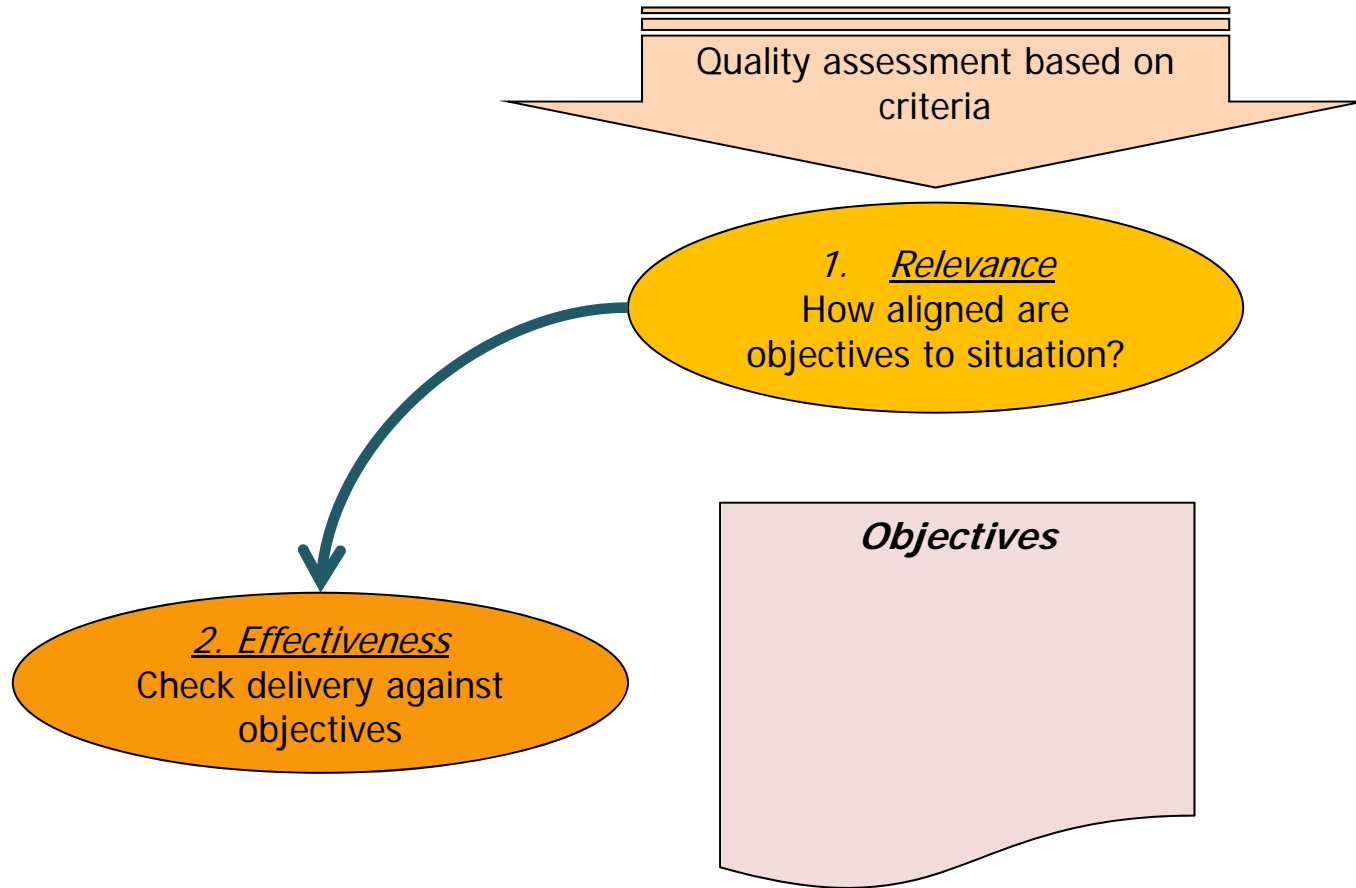 Quality assessment based on
criteria
1. Relevance
How aligned are
objectives to situation?
Objectives
2. Effectiveness
Check delivery against
objectives